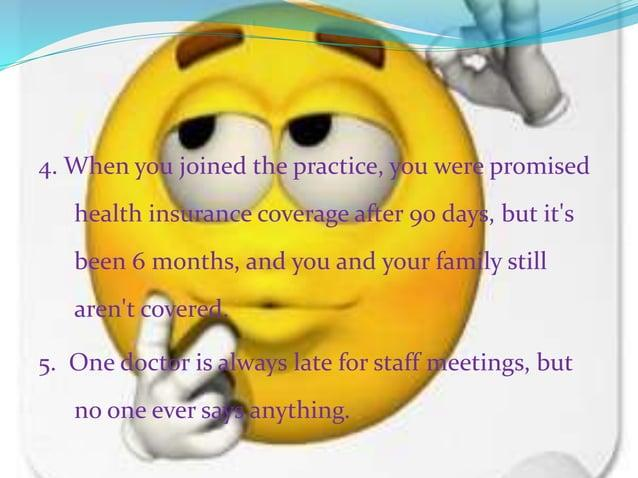 4. When you joined the practice, you were promised
health insurance coverage after 90 days, but it's
been 6 months, and you and your family still
aren't covered.
5. One doctor is always late for staff meetings, but
no one ever says anything.